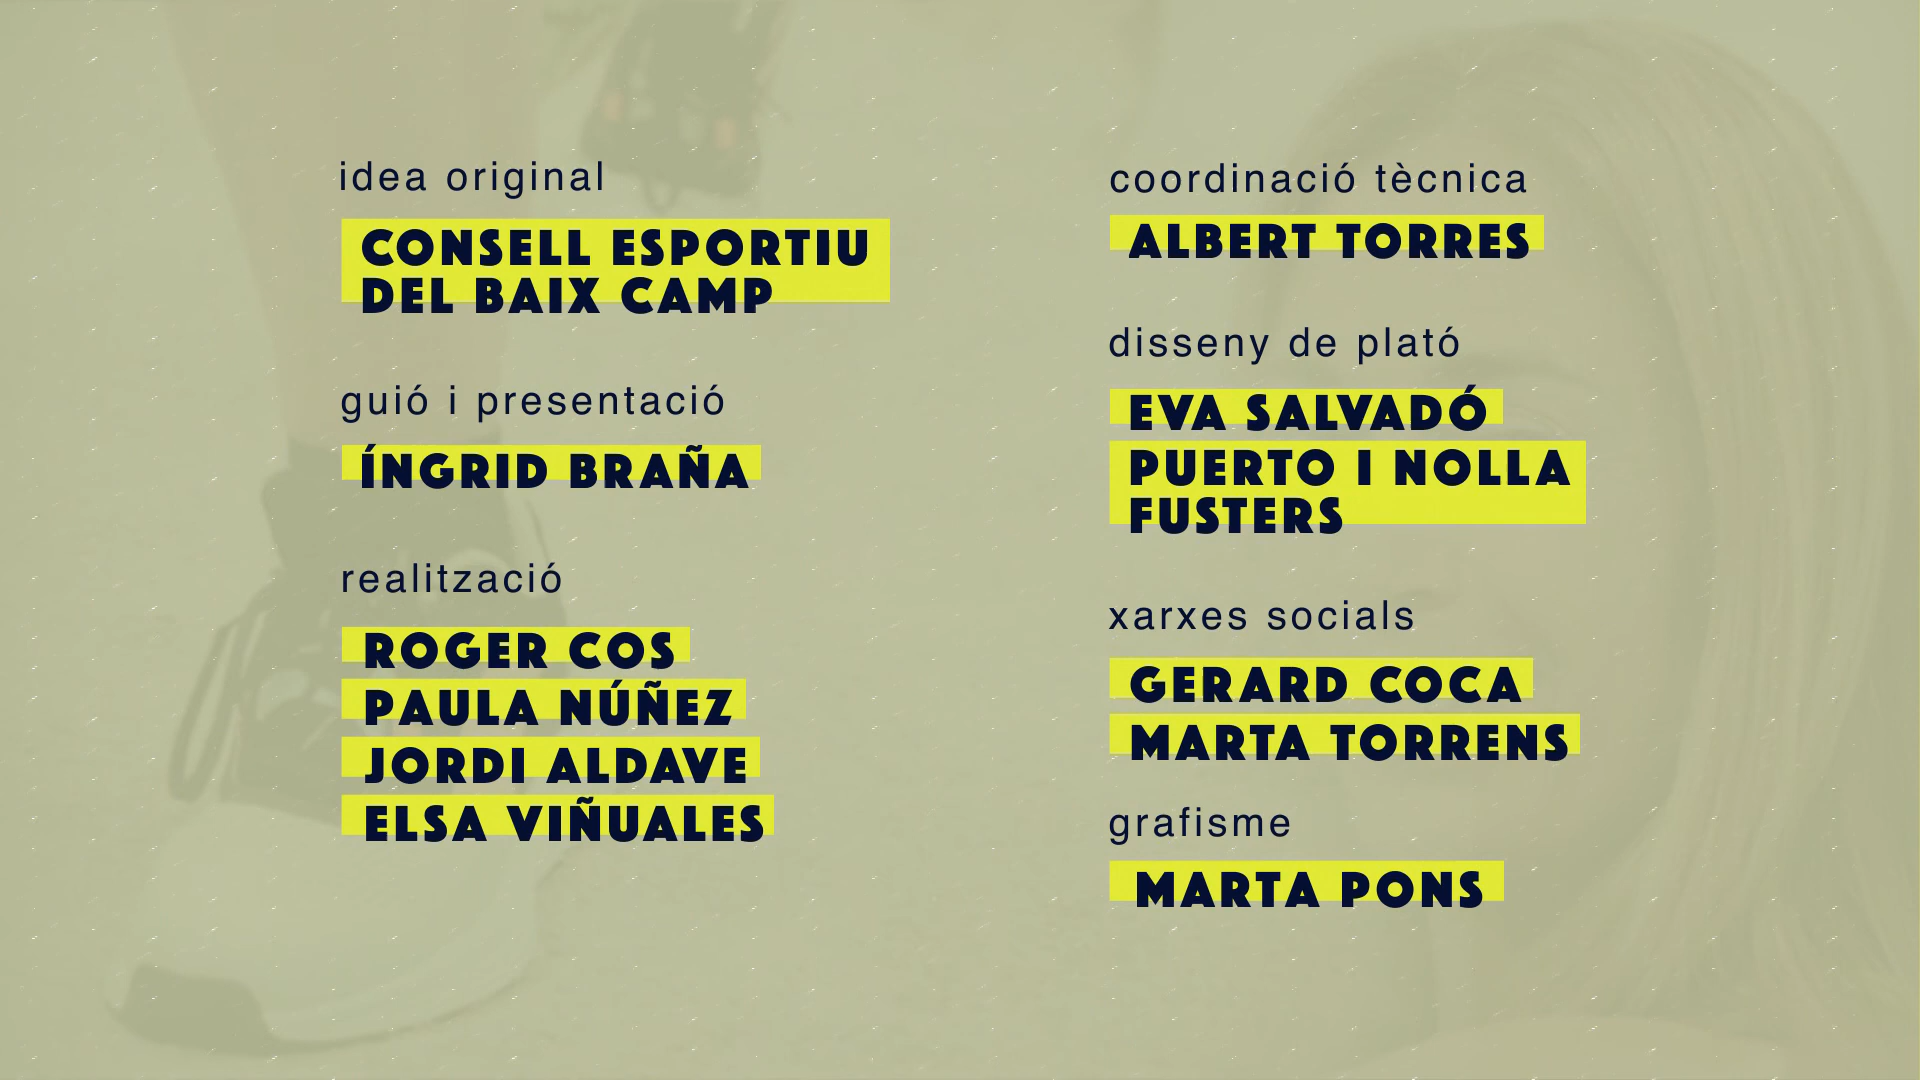 idea original
CONSELL ESPORTIU
DEL BAIX CAMP
guió i presentació
ÍNGRID BRAÑA
realització
ROGER COS
PAULA NÚÑEZ
JORDI ALDAVE
ELSA VIÑUALES
coordinació tècnica
ALBERT TORRES
disseny de plató
EVA SALVADÓ
PUERTO I NOLLA
FUSTERS
xarxes socials
GERARD COCA
MARTA TORRENS
grafisme
MARTA PONS